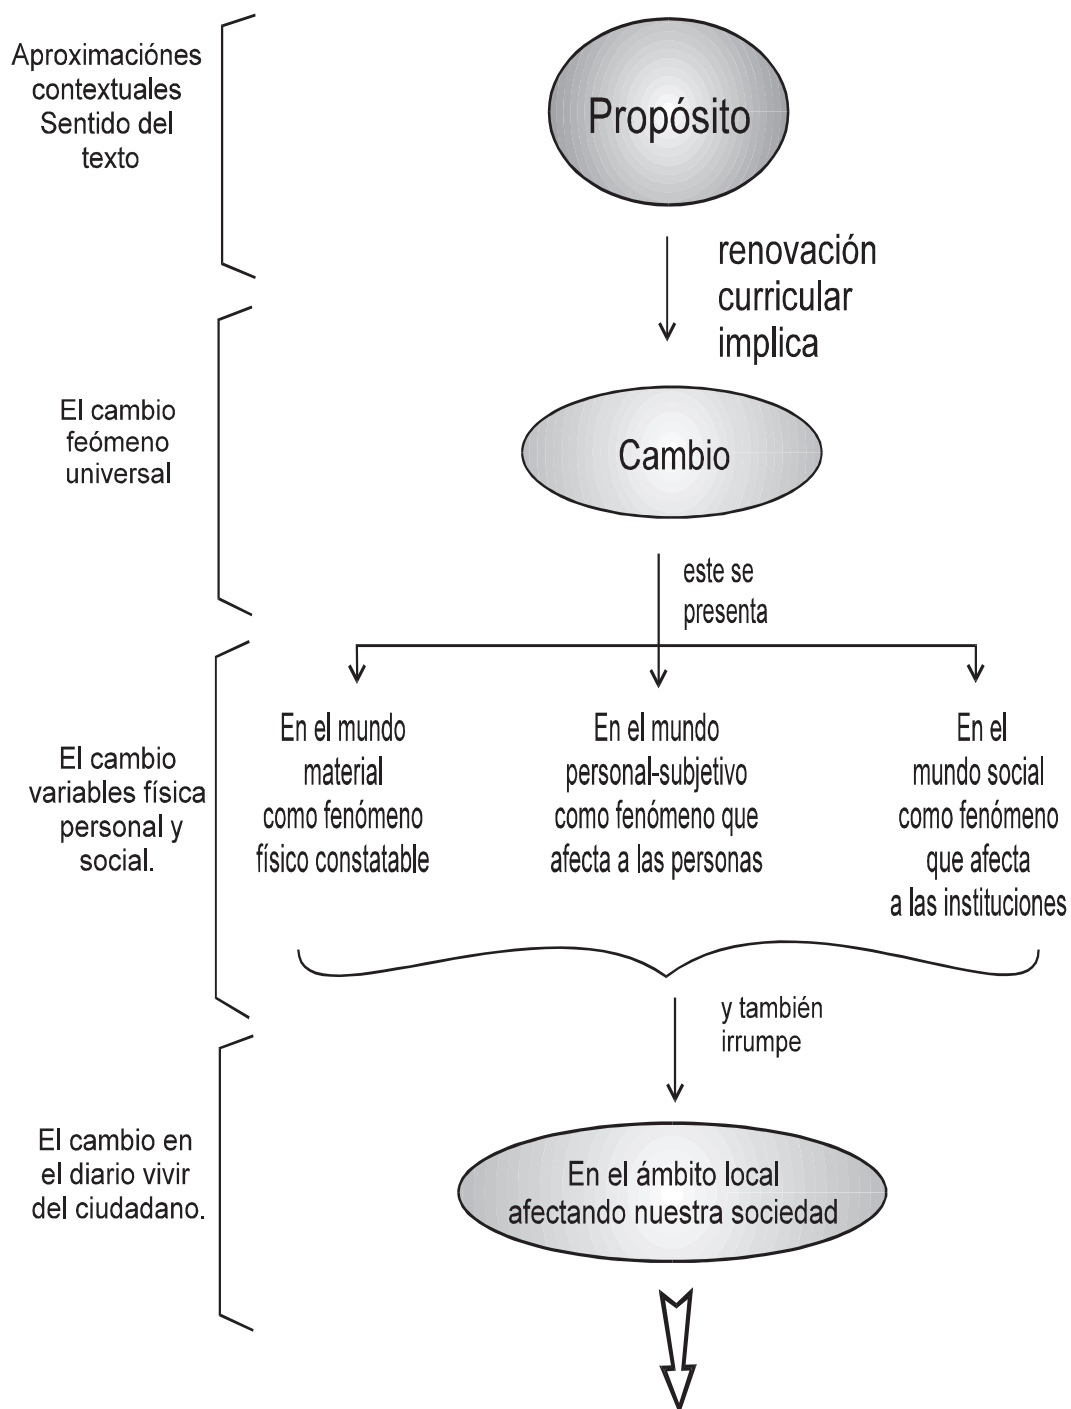 Aproximaciónes
contextuales
Sentido del
texto
Propósito
renovación
curricular
implica
El cambio
feómeno
universal
Cambio
este se
presenta
El cambio
variables física
personal y
social.
En el mundo
material
como fenómeno
físico constatable
En el mundo
personal-subjetivo
como fenómeno que
afecta a las personas
En el
mundo social
como fenómeno
que afecta
a las instituciones
y también
irrumpe
El cambio en
el diario vivir
del ciudadano.
En el ámbito local
afectando nuestra sociedad